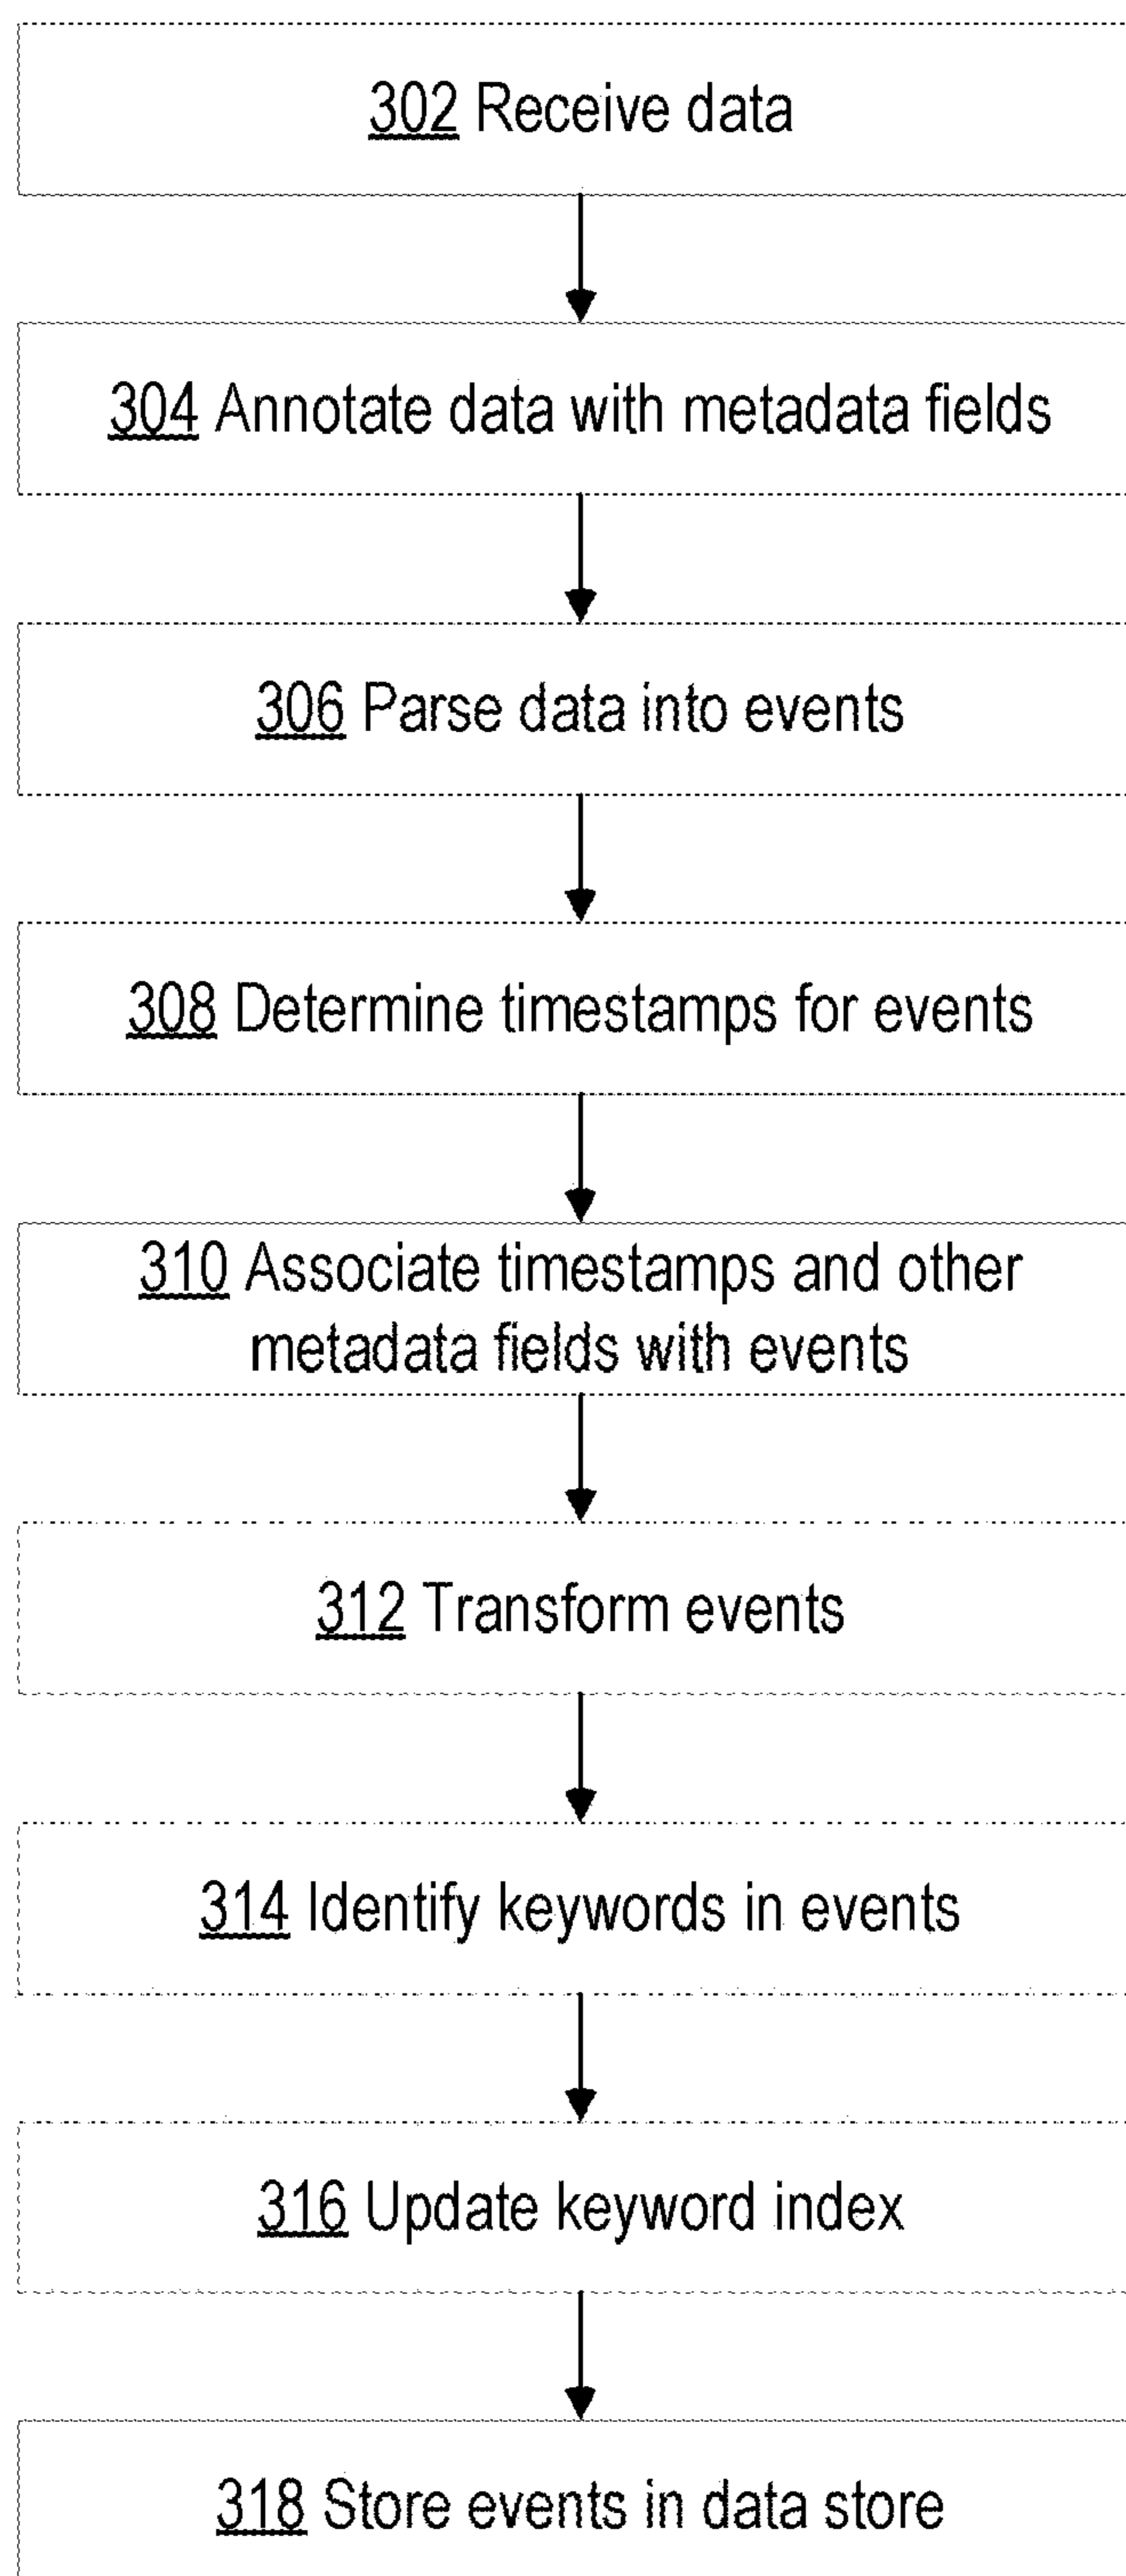 302 Receive data
304 Annotate data with metadata fields
306 Parse data into events
308 Determine timestamps for events
310 Associate timestamps and other
metadata fields with events
312 Transform events
314 Identify keywords in events
316 Update keyword index
318 Store events in data store